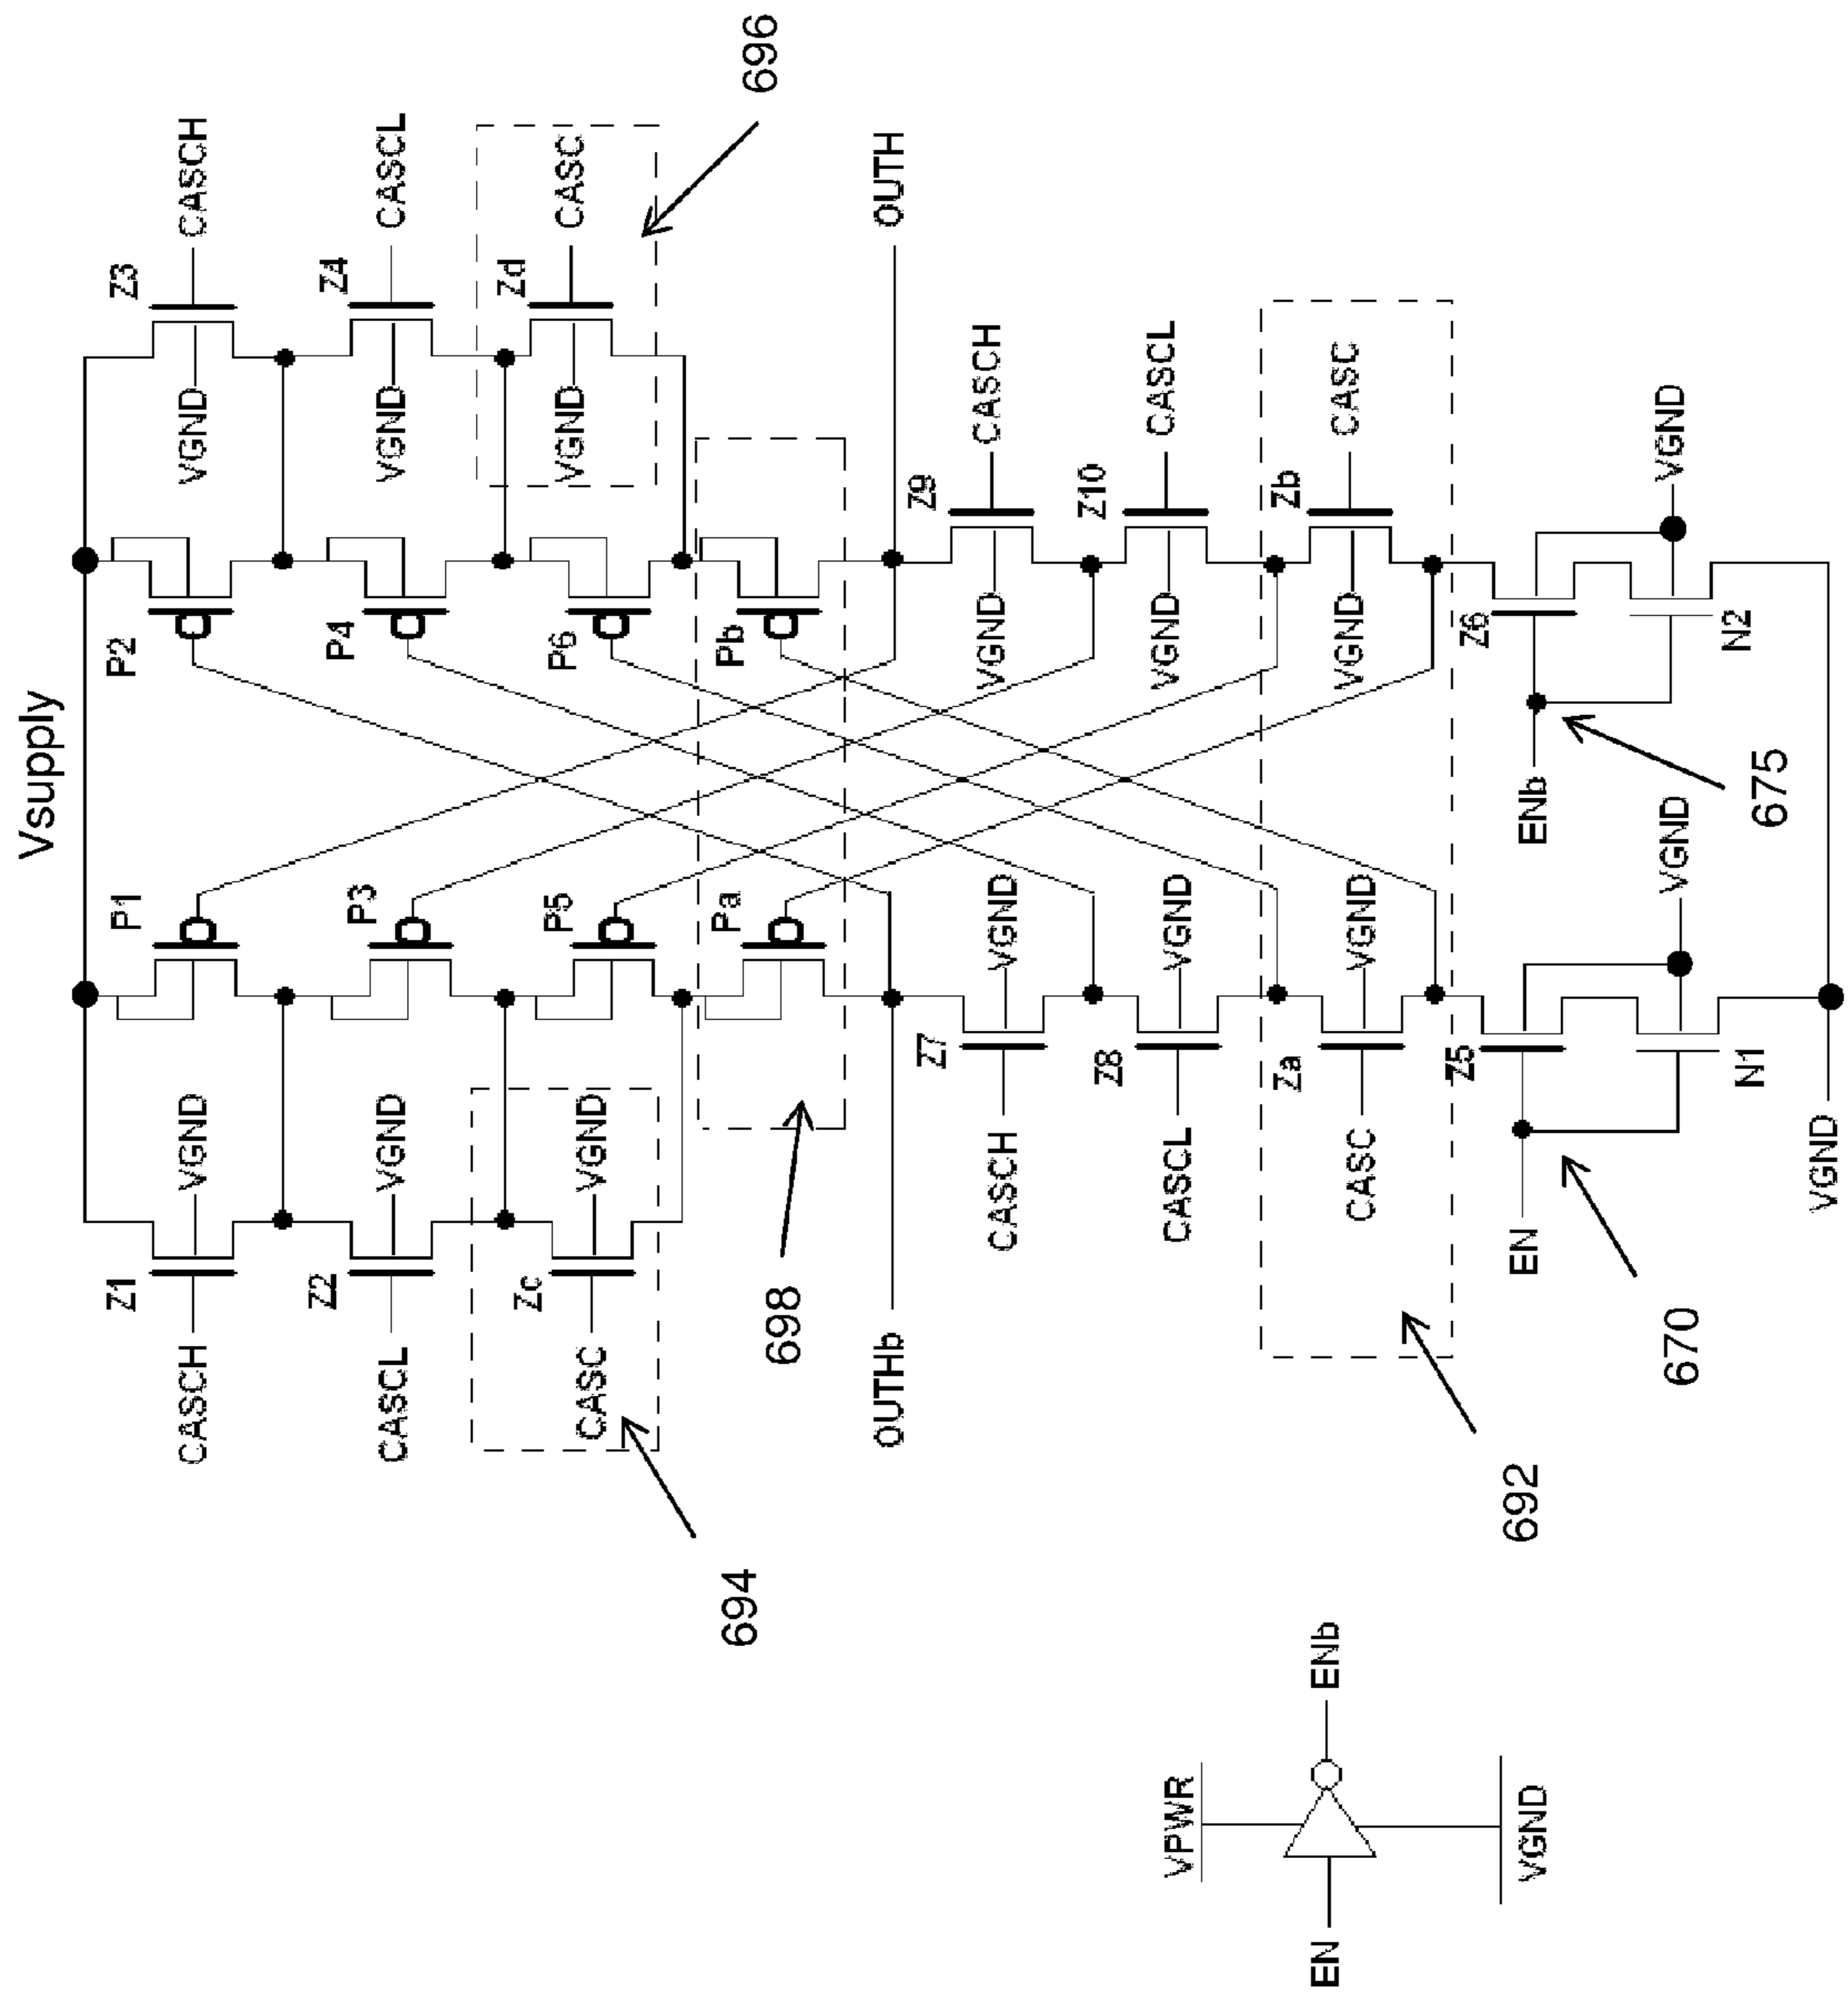 Vsupply
CASCH
Z1
VGND
P1
P2
VGND
Z3
CASCH
CASCL
Z2
VGND
P3
P4
VGND
Z4
CASCL
CASC
Zc
VGND
P5
P6
VGND
Zd
CASC
696
694
698
Pa
Pb
OUTHb
OUTH
CASCH
Z7
VGND
VGND
Z9
CASCH
CASCL
Z8
VGND
VGND
Z10
CASCL
CASC
Za
VGND
VGND
Zb
CASC
692
EN
Z5
VGND
ENb
Z6
VGND
670
N1
675
N2
VGND
VPWR
EN
ENb
VGND